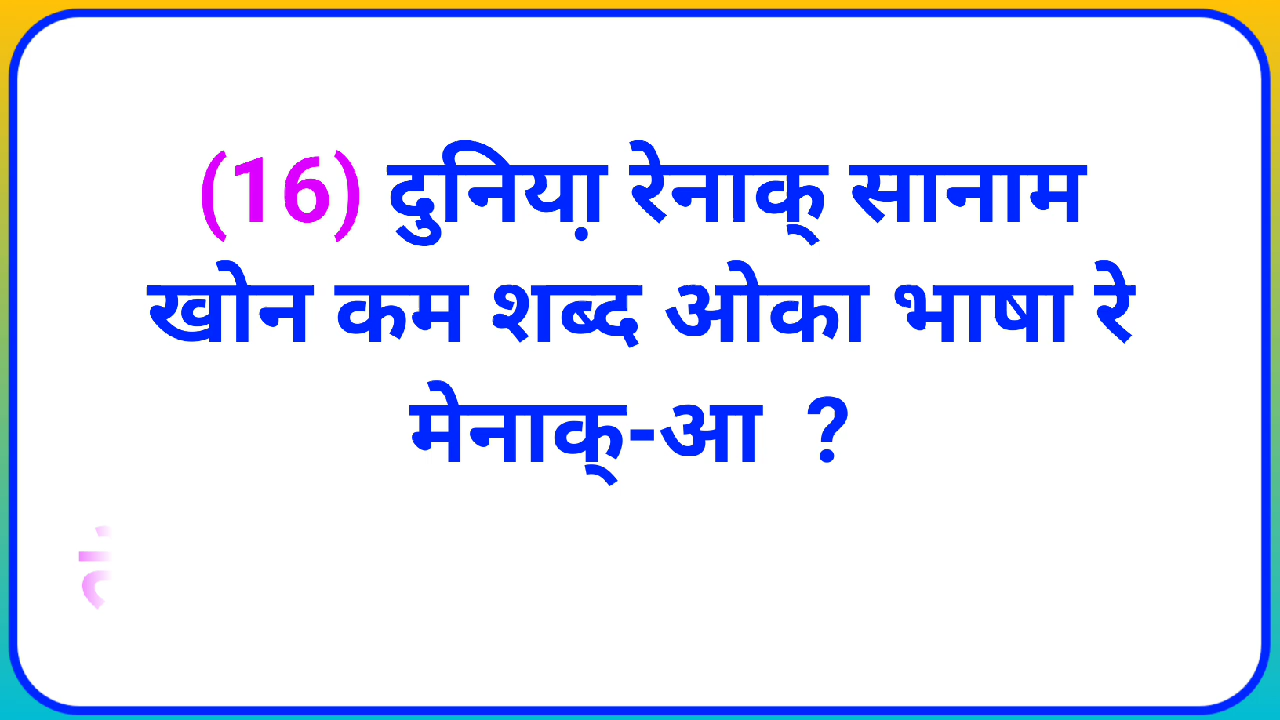 (16) दुनिया़ रेनाक् सानाम
खोन कम शब्द ओका भाषा रे
मेनाक्-आ ?